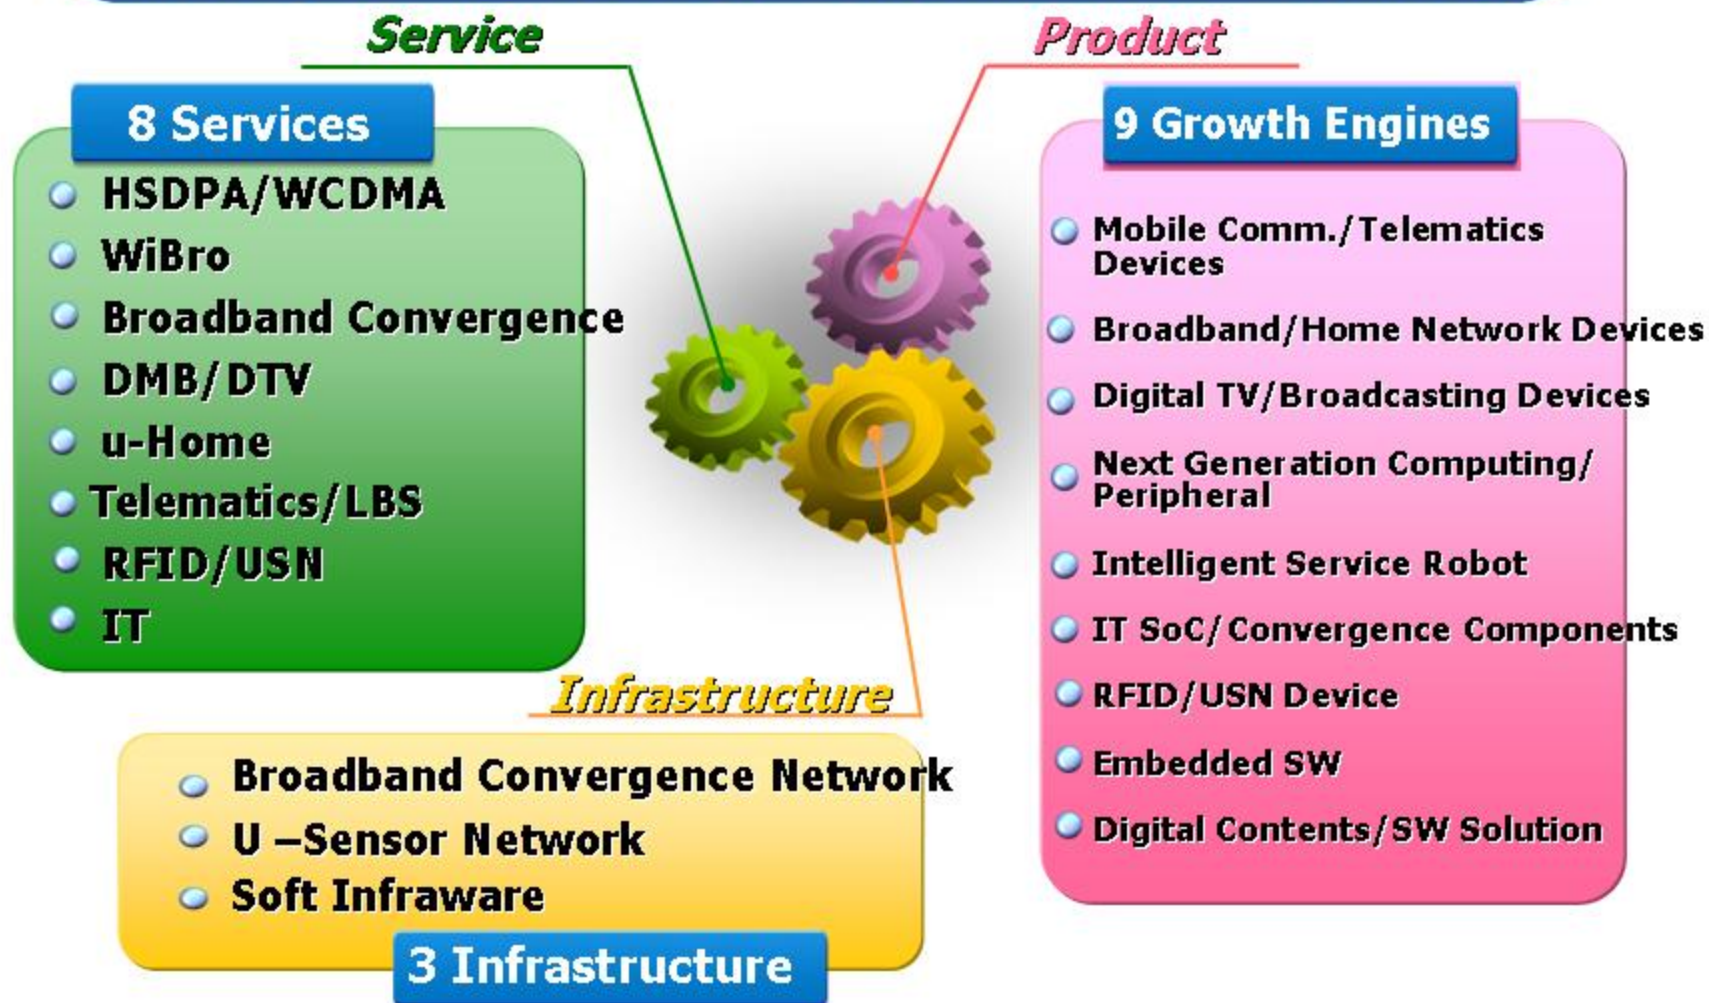 Service
8 Services
HSDPA/WCDMA
WiBro
Broadband Convergence
DMB/DTV
u-Home
Telematics/LBS
RFID/USN
IT
Product
9 Growth Engines
Mobile Comm./Telematics
Devices
Broadband/Home Network Devices
Digital TV/Broadcasting Devices
Next Generation Computing/
Peripheral
Intelligent Service Robot
IT SoC/Convergence Components
RFID/USN Device
Embedded SW
Digital Contents/SW Solution
Infrastructure
Broadband Convergence Network
U –Sensor Network
Soft Infraware
3 Infrastructure